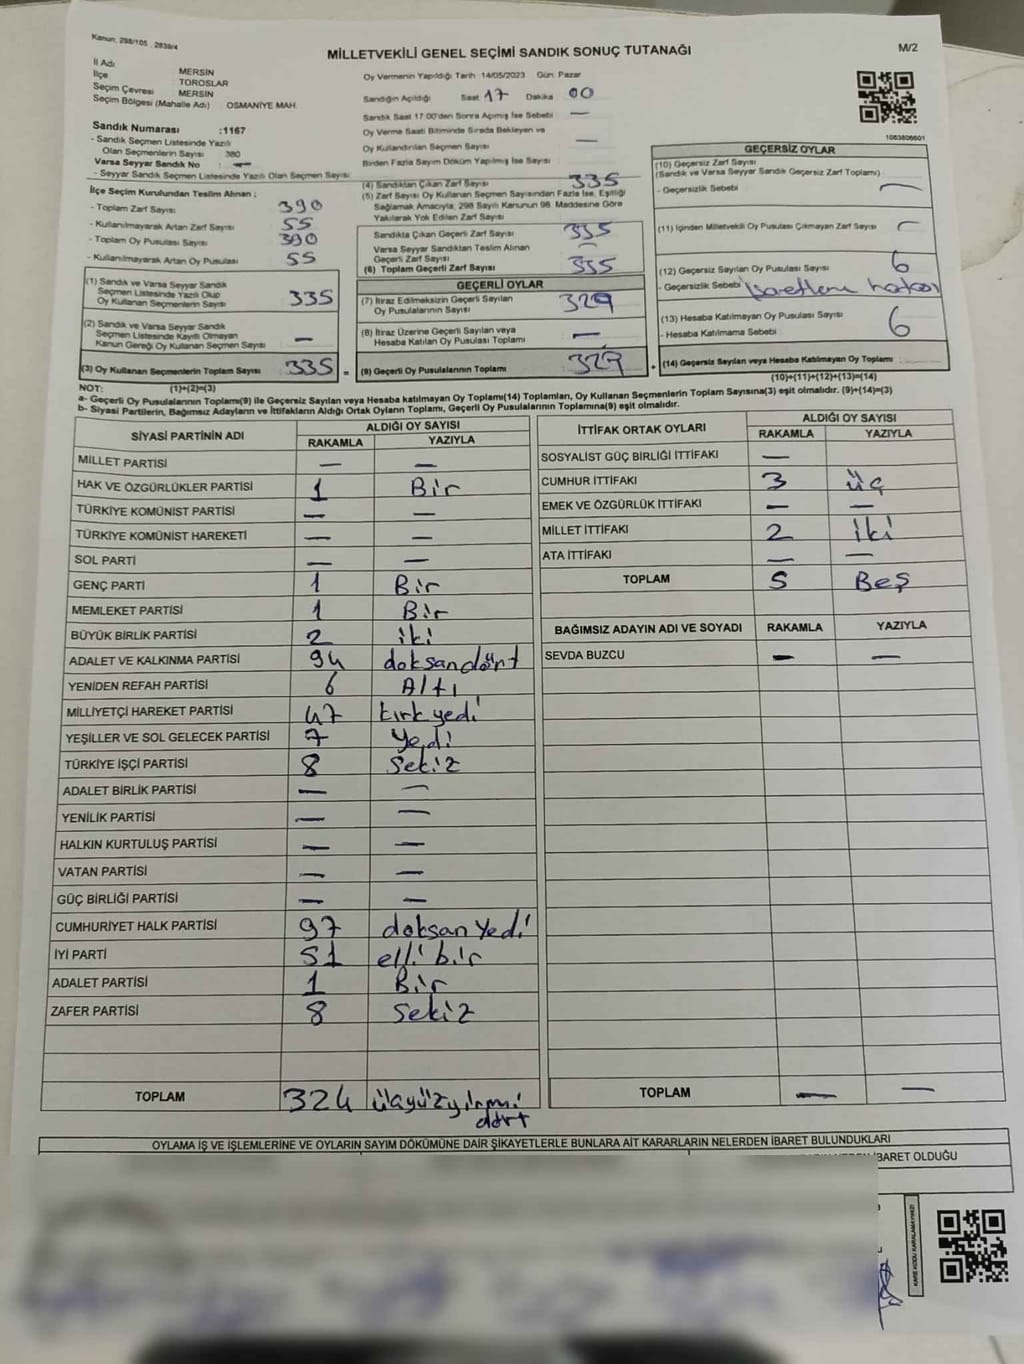 Kanun: 298/105 , 2839/4
MİLLETVEKİLİ GENEL SEÇİMİ SANDIK SONUÇ TUTANAĞI
M/2
İl Adı MERSİN
İlçe TOROSLAR
Seçim Çevresi MERSİN
Seçim Bölgesi (Mahalle Adı) OSMANİYE MAH.
Sandık Numarası :1167
- Sandık Seçmen Listesinde Yazılı
Olan Seçmenlerin Sayısı 380
Varsa Seyyar Sandık No : —
- Seyyar Sandık Seçmen Listesinde Yazılı Olan Seçmen Sayısı
İlçe Seçim Kurulundan Teslim Alınan ;
- Toplam Zarf Sayısı 390
- Kullanılmayarak Artan Zarf Sayısı 55
- Toplam Oy Pusulası Sayısı 390
- Kullanılmayarak Artan Oy Pusulası 55
(1) Sandık ve Varsa Seyyar Sandık
Seçmen Listesinde Yazılı Olup
Oy Kullanan Seçmenlerin Sayısı 335
(2) Sandık ve Varsa Seyyar Sandık
Seçmen Listesinde Kayıtlı Olmayan
Kanun Gereği Oy Kullanan Seçmen Sayısı —
(3) Oy Kullanan Seçmenlerin Toplam Sayısı 335 =
Oy Vermenin Yapıldığı Tarih :14/05/2023 Gün: Pazar
Sandığın Açıldığı Saat 17 Dakika 00
Sandık Saat 17:00'den Sonra Açımış İse Sebebi —
Oy Verme Saati Bitiminde Sırada Bekleyen ve
Oy Kullandırılan Seçmen Sayısı —
Birden Fazla Sayım Döküm Yapılmış İse Sayısı
(4) Sandıktan Çıkan Zarf Sayısı 335
(5) Zarf Sayısı Oy Kullanan Seçmen Sayısından Fazla İse, Eşitliği
Sağlamak Amacıyla, 298 Sayılı Kanunun 98. Maddesine Göre
Yakılarak Yok Edilen Zarf Sayısı
Sandıkta Çıkan Geçerli Zarf Sayısı 335
Varsa Seyyar Sandıktan Teslim Alınan
Geçerli Zarf Sayısı —
(6) Toplam Geçerli Zarf Sayısı 335
GEÇERLİ OYLAR
(7) İtiraz Edilmeksizin Geçerli Sayılan
Oy Pusulalarının Sayısı 329
(8) İtiraz Üzerine Geçerli Sayılan veya
Hesaba Katılan Oy Pusulası Toplamı —
(9) Geçerli Oy Pusulalarının Toplamı +
1083806601
GEÇERSİZ OYLAR
(10) Geçersiz Zarf Sayısı
(Sandık ve Varsa Seyyar Sandık Geçersiz Zarf Toplamı)
- Geçersizlik Sebebi —
(11) İçinden Milletvekili Oy Pusulası Çıkmayan Zarf Sayısı —
(12) Geçersiz Sayılan Oy Pusulası Sayısı 6
- Geçersizlik Sebebi işaretleme hatası
(13) Hesaba Katılmayan Oy Pusulası Sayısı 6
- Hesaba Katılmama Sebebi
(14) Geçersiz Sayılan veya Hesaba Katılmayan Oy Toplamı
NOT: (1)+(2)=(3) (10)+(11)+(12)+(13)=(14)
a- Geçerli Oy Pusulalarının Toplamı(9) ile Geçersiz Sayılan veya Hesaba katılmayan Oy Toplamı(14) Toplamları, Oy Kullanan Seçmenlerin Toplam Sayısına(3) eşit olmalıdır. (9)+(14)=(3)
b- Siyasi Partilerin, Bağımsız Adayların ve İttifakların Aldığı Ortak Oyların Toplamı, Geçerli Oy Pusulalarının Toplamına(9) eşit olmalıdır.
SİYASİ PARTİNİN ADI ALDIĞI OY SAYISI
RAKAMLA YAZIYLA
MİLLET PARTİSİ — —
HAK VE ÖZGÜRLÜKLER PARTİSİ 1 Bir
TÜRKİYE KOMÜNİST PARTİSİ — —
TÜRKİYE KOMÜNİST HAREKETİ — —
SOL PARTİ — —
GENÇ PARTİ 1 Bir
MEMLEKET PARTİSİ 1 Bir
BÜYÜK BİRLİK PARTİSİ 2 iki
ADALET VE KALKINMA PARTİSİ 94 doksandört
YENİDEN REFAH PARTİSİ 6 Altı
MİLLİYETÇİ HAREKET PARTİSİ 47 kırkyedi
YEŞİLLER VE SOL GELECEK PARTİSİ 7 Yedi
TÜRKİYE İŞÇİ PARTİSİ 8 Sekiz
ADALET BİRLİK PARTİSİ — —
YENİLİK PARTİSİ — —
HALKIN KURTULUŞ PARTİSİ — —
VATAN PARTİSİ — —
GÜÇ BİRLİĞİ PARTİSİ — —
CUMHURİYET HALK PARTİSİ 97 doksan yedi
İYİ PARTİ 51 elli bir
ADALET PARTİSİ 1 Bir
ZAFER PARTİSİ 8 Sekiz
TOPLAM 324 üçyüzyirmi
dört
İTTİFAK ORTAK OYLARI ALDIĞI OY SAYISI
RAKAMLA YAZIYLA
SOSYALİST GÜÇ BİRLİĞİ İTTİFAKI —
CUMHUR İTTİFAKI 3 üç
EMEK VE ÖZGÜRLÜK İTTİFAKI — —
MİLLET İTTİFAKI 2 iki
ATA İTTİFAKI — —
TOPLAM 5 Beş
BAĞIMSIZ ADAYIN ADI VE SOYADI RAKAMLA YAZIYLA
SEVDA BUZCU — —
TOPLAM — —
OYLAMA İŞ VE İŞLEMLERİNE VE OYLARIN SAYIM DÖKÜMÜNE DAİR ŞİKAYETLERLE BUNLARA AİT KARARLARIN NELERDEN İBARET BULUNDUKLARI
İBARET OLDUĞU
KARE KODU KARALAMAYINIZ!